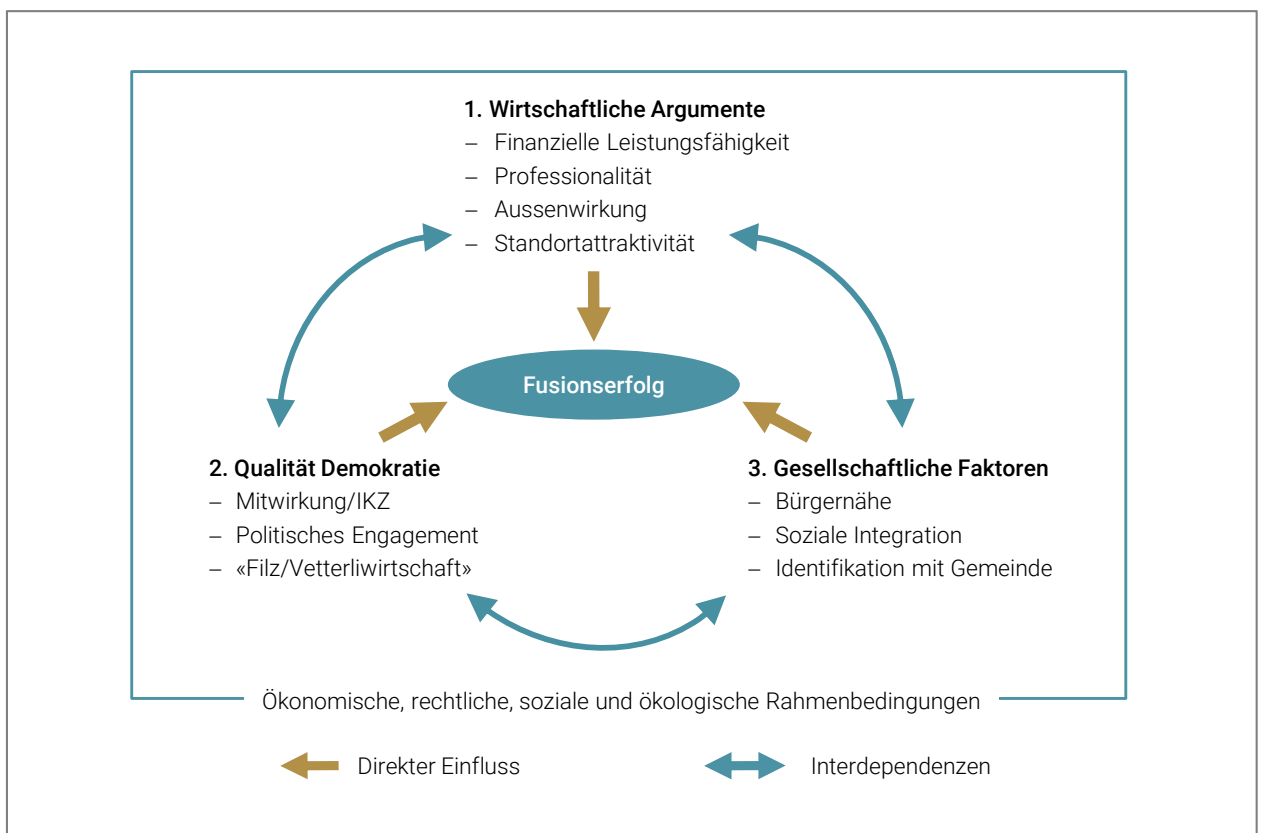 1. Wirtschaftliche Argumente
– Finanzielle Leistungsfähigkeit
– Professionalität
– Aussenwirkung
– Standortattraktivität
Fusionserfolg
2. Qualität Demokratie
– Mitwirkung/IKZ
– Politisches Engagement
– «Filz/Vetterliwirtschaft»
3. Gesellschaftliche Faktoren
– Bürgernähe
– Soziale Integration
– Identifikation mit Gemeinde
Ökonomische, rechtliche, soziale und ökologische Rahmenbedingungen
Direkter Einfluss
Interdependenzen